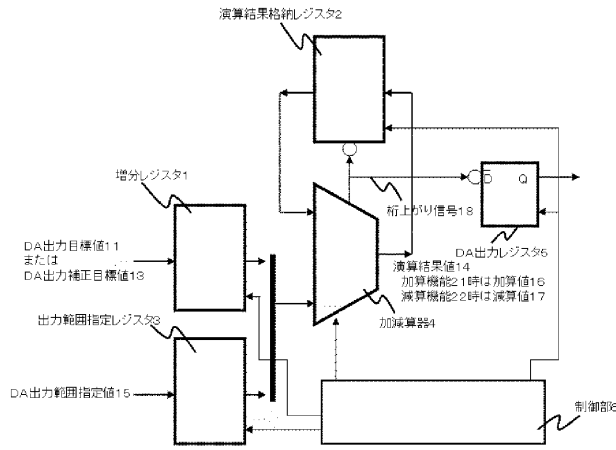 演算結果格納レジスタ2
増分レジスタ1
DA出力目標値11
または
DA出力補正目標値13
出力範囲指定レジスタ3
DA出力範囲指定値15
D Q
桁上がり信号18
DA出力レジスタ5
演算結果値14
加算機能21時は加算値16
減算機能22時は減算値17
加減算器4
制御部6